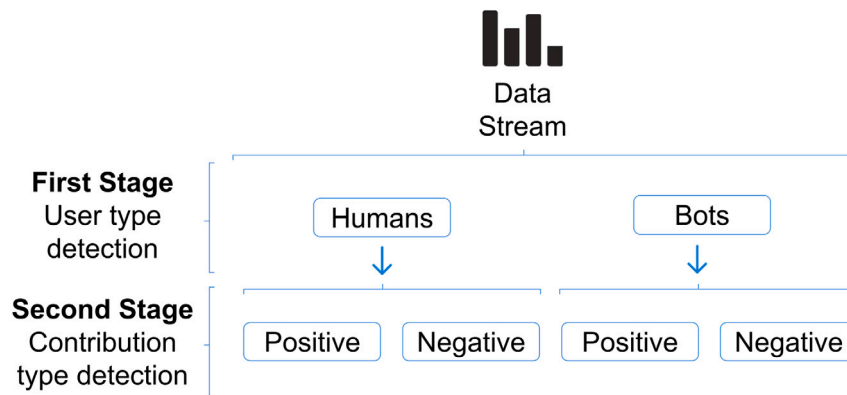 Data
Stream
First Stage
User type
detection
Humans
Bots
Second Stage
Contribution
type detection
Positive
Negative
Positive
Negative